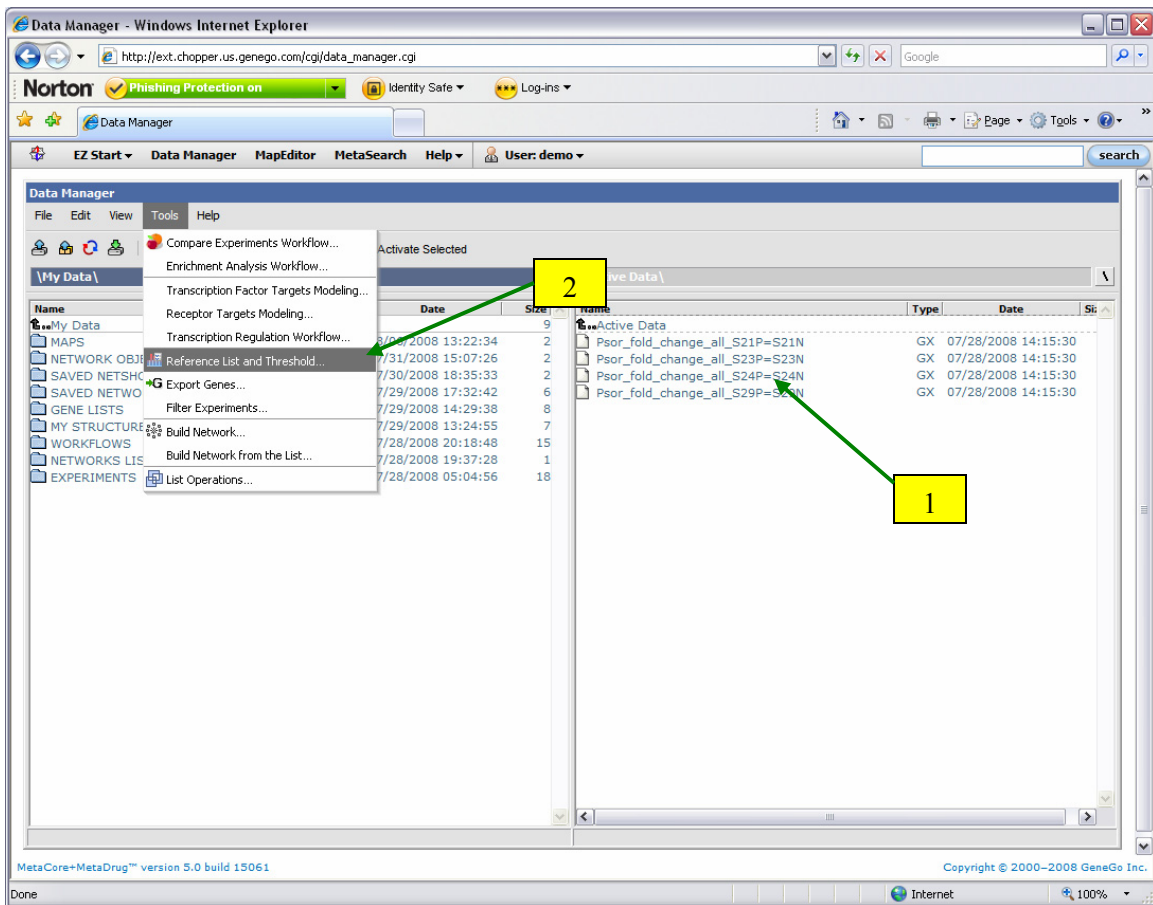 Data Manager - Windows Internet Explorer
http://ext.chopper.us.genego.com/cgi/data_manager.cgi
Google
Norton Phishing Protection on Identity Safe Log-ins
Data Manager Page Tools »
EZ Start Data Manager MapEditor MetaSearch Help User: demo search
Data Manager
File Edit View Tools Help
Activate Selected
\My Data\ ve Data\ \
Name Date Size Name Type Date
My Data 9 Active Data
MAPS 13:22:34 2 Psor_fold_change_all_S21P=S21N GX 07/28/2008 14:15:30
NETWORK OBJ 7/31/2008 15:07:26 2 Psor_fold_change_all_S23P=S23N GX 07/28/2008 14:15:30
SAVED NETSHO 7/30/2008 18:35:33 2 Psor_fold_change_all_S24P=S24N GX 07/28/2008 14:15:30
SAVED NETWO 7/29/2008 17:32:42 6 Psor_fold_change_all_S29P=S29N GX 07/28/2008 14:15:30
GENE LISTS 7/29/2008 14:29:38 8
MY STRUCTURE 7/29/2008 13:24:55 7
WORKFLOWS 7/28/2008 20:18:48 15
NETWORKS LIS 7/28/2008 19:37:28 1
EXPERIMENTS 7/28/2008 05:04:56 18
Compare Experiments Workflow...
Enrichment Analysis Workflow...
Transcription Factor Targets Modeling...
Receptor Targets Modeling...
Transcription Regulation Workflow...
Reference List and Threshold...
Export Genes...
Filter Experiments...
Build Network...
Build Network from the List...
List Operations...
2
1
MetaCore+MetaDrug™ version 5.0 build 15061 Copyright © 2000-2008 GeneGo Inc.
Done Internet 100%